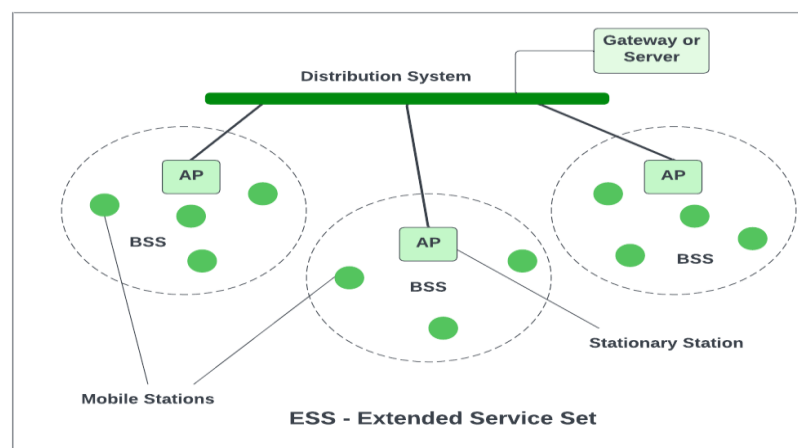 Gateway or
Server
Distribution System
AP
AP
BSS
AP
BSS
BSS
Stationary Station
Mobile Stations
ESS - Extended Service Set